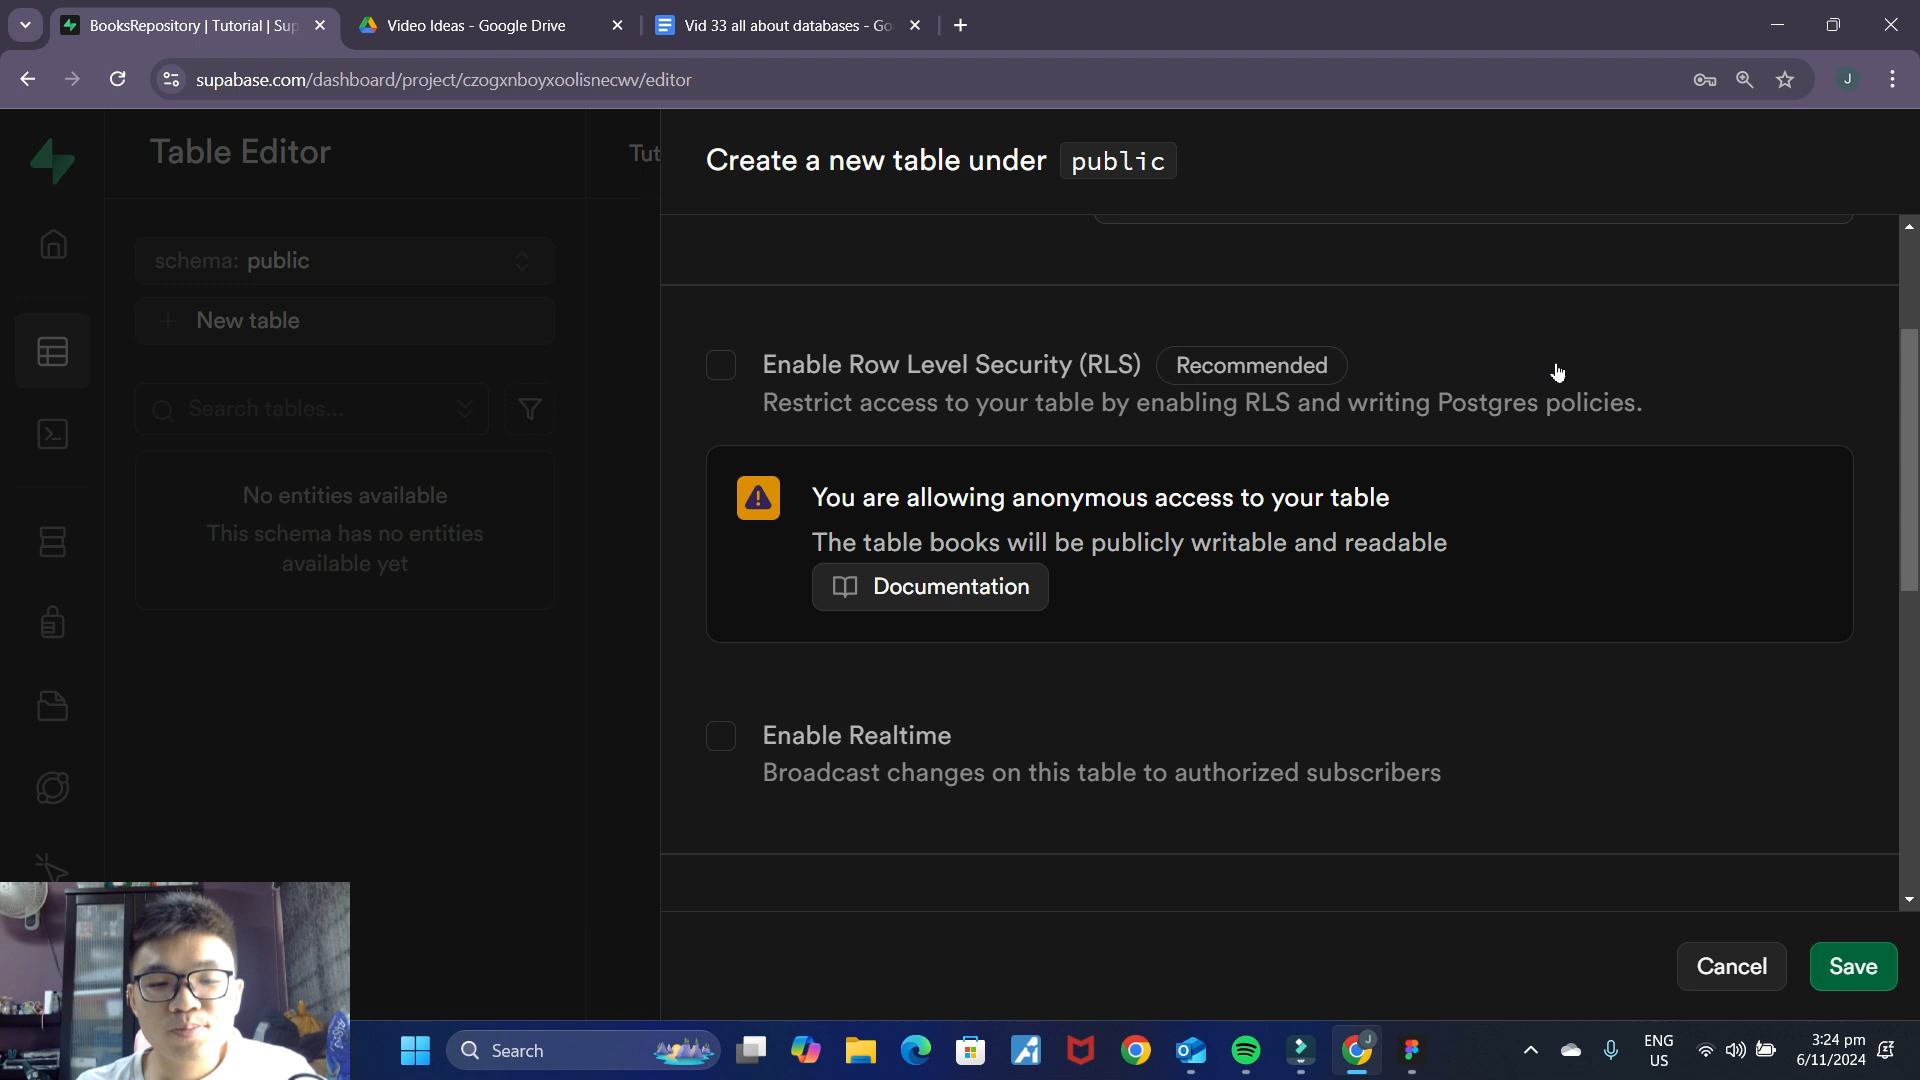 BooksRepository | Tutorial | Sup
Video Ideas - Google Drive
Vid 33 all about databases - Go
supabase.com/dashboard/project/czogxnboyxoolisnecwv/editor
J
Table Editor
Tut
Create a new table under public
schema: public
New table
Search tables...
No entities available
This schema has no entities
available yet
Enable Row Level Security (RLS) Recommended
Restrict access to your table by enabling RLS and writing Postgres policies.
You are allowing anonymous access to your table
The table books will be publicly writable and readable
Documentation
Enable Realtime
Broadcast changes on this table to authorized subscribers
Cancel
Save
Search
ENG
US
3:24 pm
6/11/2024